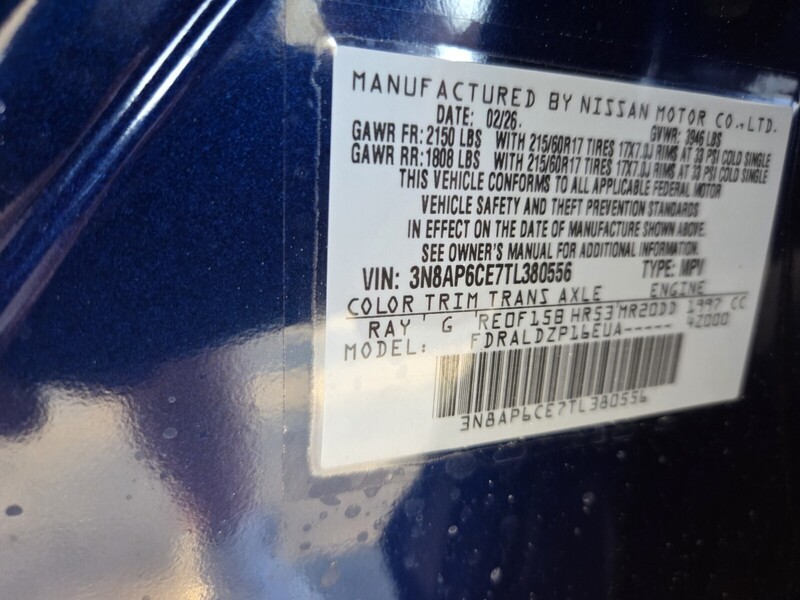 MANUFACTURED BY NISSAN MOTOR CO.,LTD.
DATE: 02/26. GVWR: 3946 LBS
GAWR FR: 2150 LBS WITH 215/60R17 TIRES 17X7.0J RIMS AT 33 PSI COLD SINGLE
GAWR RR: 1808 LBS WITH 215/60R17 TIRES 17X7.0J RIMS AT 33 PSI COLD SINGLE
THIS VEHICLE CONFORMS TO ALL APPLICABLE FEDERAL MOTOR
VEHICLE SAFETY AND THEFT PREVENTION STANDARDS
IN EFFECT ON THE DATE OF MANUFACTURE SHOWN ABOVE.
SEE OWNER'S MANUAL FOR ADDITIONAL INFORMATION.
VIN: 3N8AP6CE7TL380556 TYPE: MPV
COLOR TRIM TRANS AXLE ENGINE
RAY' G 'RE0F15B HR53'MR20DD 1997 CC
MODEL: FDRALDZP16EUA----- 42000
3N8AP6CE7TL380556